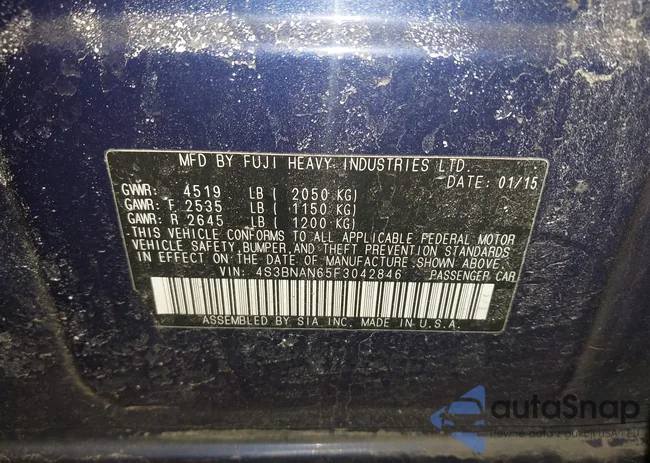 MFD BY FUJI HEAVY INDUSTRIES LTD.
DATE: 01/15
GVWR: 4519 LB ( 2050 KG)
GAWR: F 2535 LB ( 1150 KG)
GAWR: R 2645 LB ( 1200 KG)
THIS VEHICLE CONFORMS TO ALL APPLICABLE FEDERAL MOTOR
VEHICLE SAFETY,BUMPER,AND THEFT PREVENTION STANDARDS
IN EFFECT ON THE DATE OF MANUFACTURE SHOWN ABOVE.
VIN: 4S3BNAN65F3042846 PASSENGER CAR
ASSEMBLED BY SIA INC. MADE IN U.S.A.
autaSnap